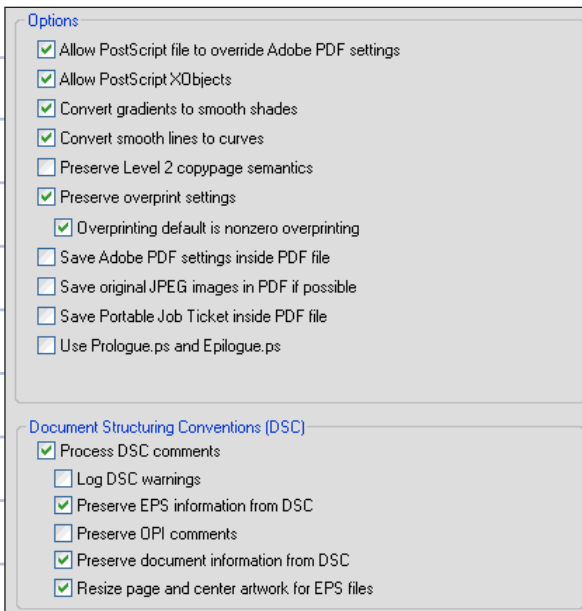 Options
Allow PostScript file to override Adobe PDF settings
Allow PostScript XObjects
Convert gradients to smooth shades
Convert smooth lines to curves
Preserve Level 2 copypage semantics
Preserve overprint settings
Overprinting default is nonzero overprinting
Save Adobe PDF settings inside PDF file
Save original JPEG images in PDF if possible
Save Portable Job Ticket inside PDF file
Use Prologue.ps and Epilogue.ps
Document Structuring Conventions (DSC)
Process DSC comments
Log DSC warnings
Preserve EPS information from DSC
Preserve OPI comments
Preserve document information from DSC
Resize page and center artwork for EPS files